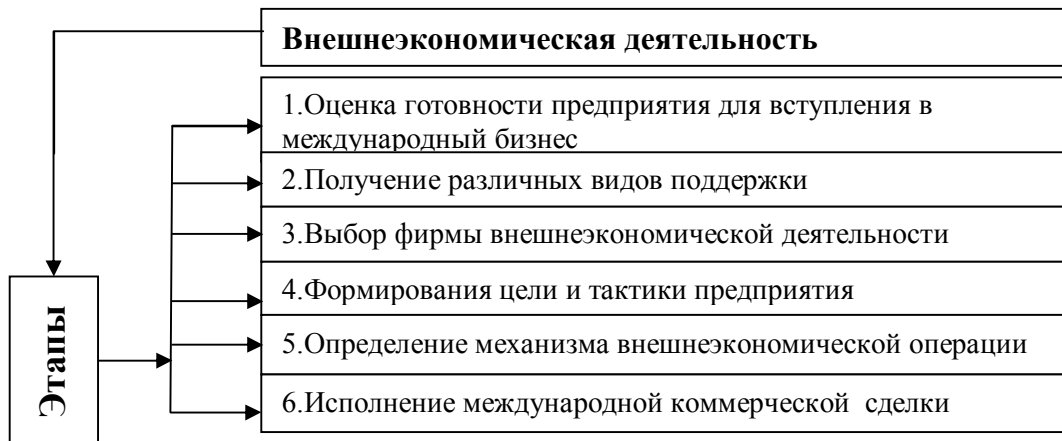 Внешнеэкономическая деятельность
1.Оценка готовности предприятия для вступления в
международный бизнес
2.Получение различных видов поддержки
3.Выбор фирмы внешнеэкономической деятельности
4.Формирования цели и тактики предприятия
5.Определение механизма внешнеэкономической операции
6.Исполнение международной коммерческой сделки
Этапы